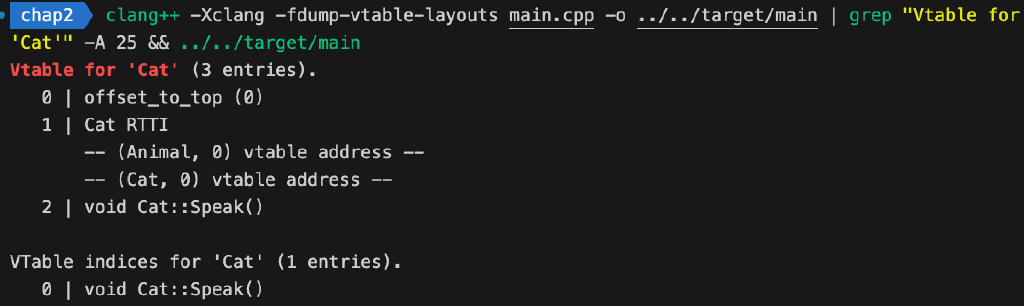 chap2 clang++ -Xclang -fdump-vtable-layouts main.cpp -o ../../target/main | grep "Vtable for
'Cat'" -A 25 && ../../target/main
Vtable for 'Cat' (3 entries).
0 | offset_to_top (0)
1 | Cat RTTI
-- (Animal, 0) vtable address --
-- (Cat, 0) vtable address --
2 | void Cat::Speak()
VTable indices for 'Cat' (1 entries).
0 | void Cat::Speak()